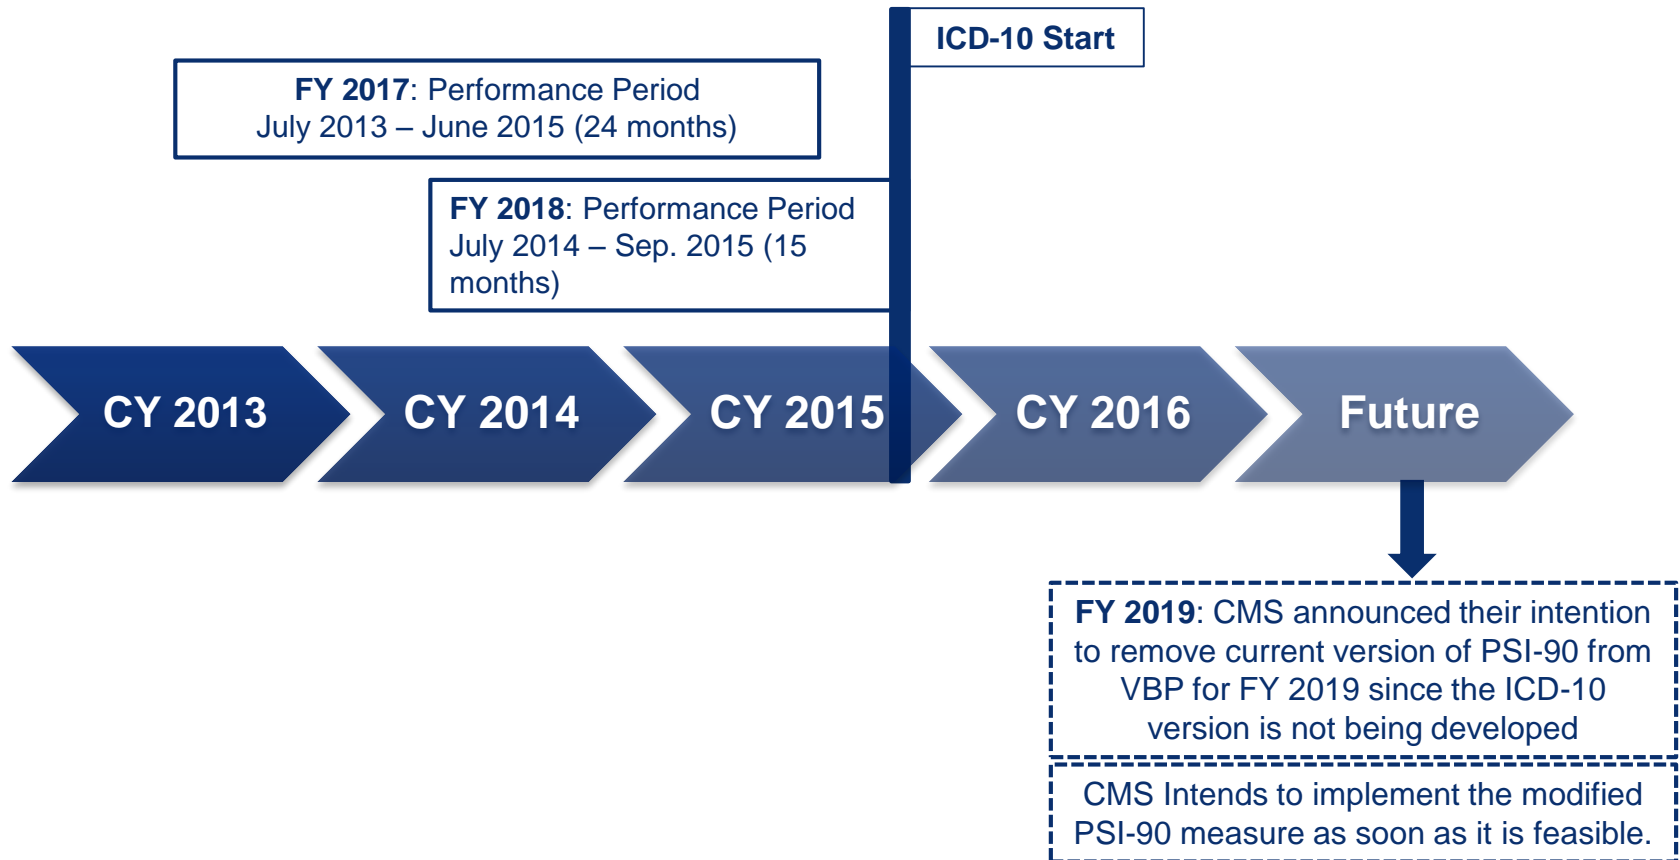 ICD-10 Start
FY 2017: Performance Period
July 2013 – June 2015 (24 months)
FY 2018: Performance Period
July 2014 – Sep. 2015 (15
months)
CY 2013
CY 2014
CY 2015
CY 2016
Future
FY 2019: CMS announced their intention
to remove current version of PSI-90 from
VBP for FY 2019 since the ICD-10
version is not being developed
CMS Intends to implement the modified
PSI-90 measure as soon as it is feasible.